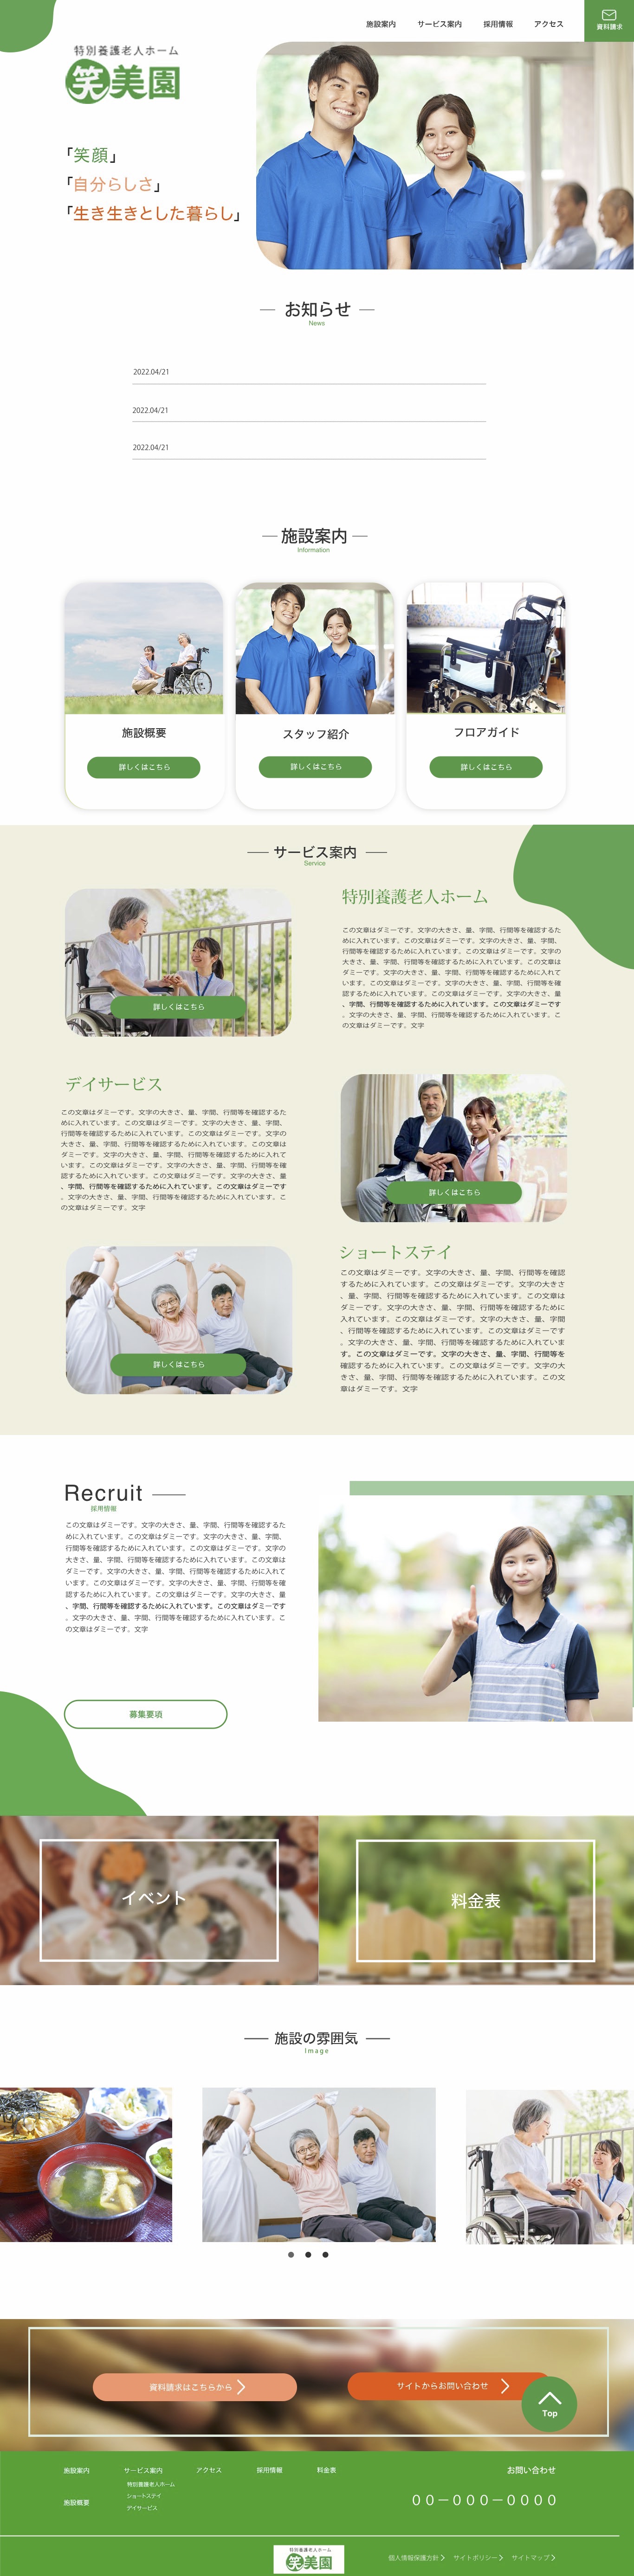 施設案内 サービス案内 採用情報 アクセス
資料請求
特別養護老人ホーム
笑美園
「笑顔」
「自分らしさ」
「生き生きとした暮らし」
お知らせ
News
2022.04/21
2022.04/21
2022.04/21
施設案内
Information
施設概要
詳しくはこちら
スタッフ紹介
詳しくはこちら
フロアガイド
詳しくはこちら
サービス案内
Service
詳しくはこちら
特別養護老人ホーム
この文章はダミーです。文字の大きさ、量、字間、行間等を確認するた
めに入れています。この文章はダミーです。文字の大きさ、量、字間、
行間等を確認するために入れています。この文章はダミーです。文字の
大きさ、量、字間、行間等を確認するために入れています。この文章は
ダミーです。文字の大きさ、量、字間、行間等を確認するために入れて
います。この文章はダミーです。文字の大きさ、量、字間、行間等を確
認するために入れています。この文章はダミーです。文字の大きさ、量
、字間、行間等を確認するために入れています。この文章はダミーです
。文字の大きさ、量、字間、行間等を確認するために入れています。こ
の文章はダミーです。文字
デイサービス
この文章はダミーです。文字の大きさ、量、字間、行間等を確認するた
めに入れています。この文章はダミーです。文字の大きさ、量、字間、
行間等を確認するために入れています。この文章はダミーです。文字の
大きさ、量、字間、行間等を確認するために入れています。この文章は
ダミーです。文字の大きさ、量、字間、行間等を確認するために入れて
います。この文章はダミーです。文字の大きさ、量、字間、行間等を確
認するために入れています。この文章はダミーです。文字の大きさ、量
、字間、行間等を確認するために入れています。この文章はダミーです
。文字の大きさ、量、字間、行間等を確認するために入れています。こ
の文章はダミーです。文字
詳しくはこちら
詳しくはこちら
ショートステイ
この文章はダミーです。文字の大きさ、量、字間、行間等を確認
するために入れています。この文章はダミーです。文字の大きさ
、量、字間、行間等を確認するために入れています。この文章は
ダミーです。文字の大きさ、量、字間、行間等を確認するために
入れています。この文章はダミーです。文字の大きさ、量、字間
、行間等を確認するために入れています。この文章はダミーです
。文字の大きさ、量、字間、行間等を確認するために入れていま
す。この文章はダミーです。文字の大きさ、量、字間、行間等を
確認するために入れています。この文章はダミーです。文字の大
きさ、量、字間、行間等を確認するために入れています。この文
章はダミーです。文字
Recruit
採用情報
この文章はダミーです。文字の大きさ、量、字間、行間等を確認するた
めに入れています。この文章はダミーです。文字の大きさ、量、字間、
行間等を確認するために入れています。この文章はダミーです。文字の
大きさ、量、字間、行間等を確認するために入れています。この文章は
ダミーです。文字の大きさ、量、字間、行間等を確認するために入れて
います。この文章はダミーです。文字の大きさ、量、字間、行間等を確
認するために入れています。この文章はダミーです。文字の大きさ、量
、字間、行間等を確認するために入れています。この文章はダミーです
。文字の大きさ、量、字間、行間等を確認するために入れています。こ
の文章はダミーです。文字
募集要項
イベント
料金表
施設の雰囲気
Image
資料請求はこちらから
サイトからお問い合わせ
Top
施設案内 サービス案内 アクセス 採用情報 料金表
お問い合わせ
特別養護老人ホーム
ショートステイ
デイサービス
施設概要
００ー０００ー００００
特別養護老人ホーム
笑美園
個人情報保護方針 サイトポリシー サイトマップ